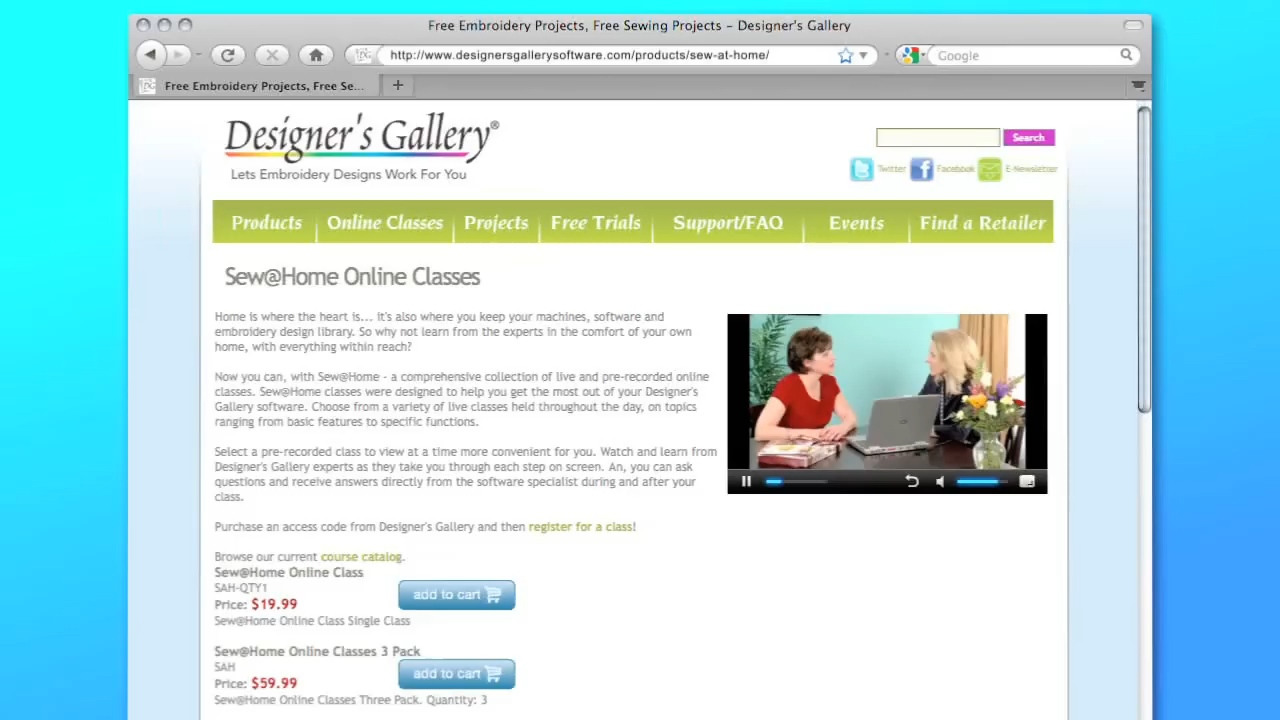 Free Embroidery Projects, Free Sewing Projects – Designer's Gallery
http://www.designersgallerysoftware.com/products/sew-at-home/
Google
Free Embroidery Projects, Free Se...
Designer's Gallery®
Lets Embroidery Designs Work For You
Search
Twitter Facebook E-Newsletter
Products Online Classes Projects Free Trials Support/FAQ Events Find a Retailer
Sew@Home Online Classes
Home is where the heart is... It's also where you keep your machines, software and
embroidery design library. So why not learn from the experts in the comfort of your own
home, with everything within reach?
Now you can, with Sew@Home - a comprehensive collection of live and pre-recorded online
classes. Sew@Home classes were designed to help you get the most out of your Designer's
Gallery software. Choose from a variety of live classes held throughout the day, on topics
ranging from basic features to specific functions.
Select a pre-recorded class to view at a time more convenient for you. Watch and learn from
Designer's Gallery experts as they take you through each step on screen. An, you can ask
questions and receive answers directly from the software specialist during and after your
class.
Purchase an access code from Designer's Gallery and then register for a class!
Browse our current course catalog.
Sew@Home Online Class
SAH-QTY1
Price: $19.99
add to cart
Sew@Home Online Class Single Class
Sew@Home Online Classes 3 Pack
SAH
Price: $59.99
add to cart
Sew@Home Online Classes Three Pack. Quantity: 3